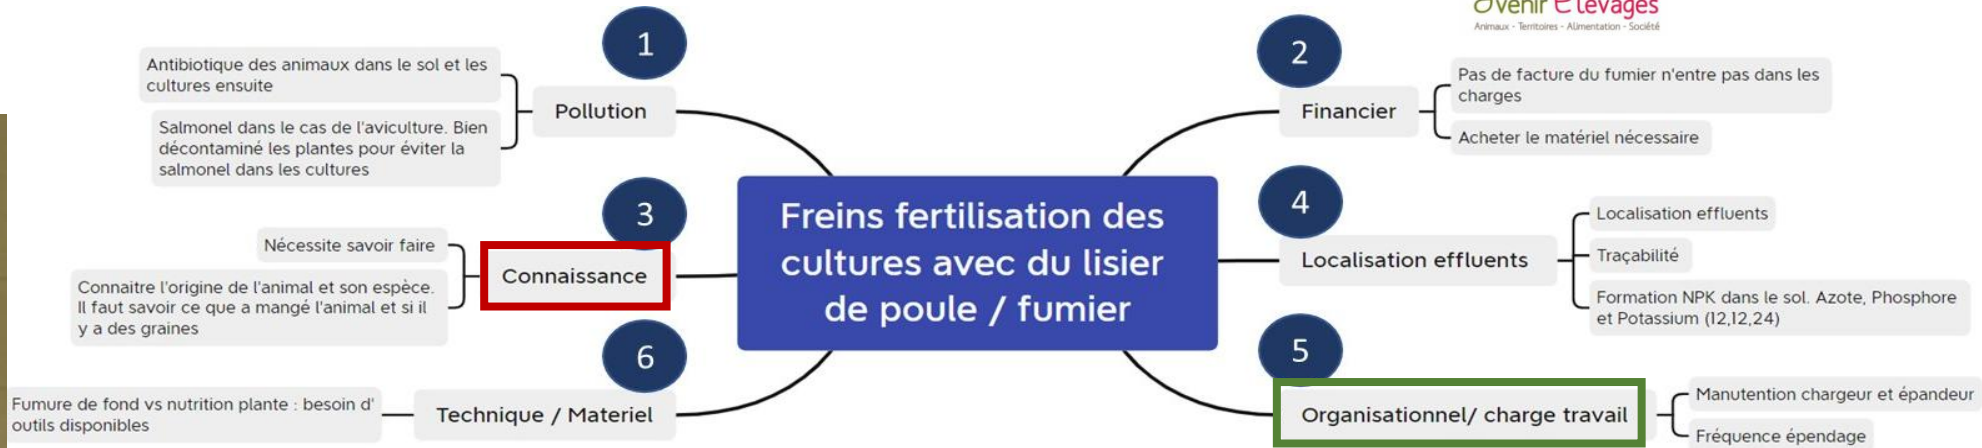 avenir Elevages
Animaux - Territoires - Alimentation - Société
1
Antibiotique des animaux dans le sol et les
cultures ensuite
Salmonel dans le cas de l'aviculture. Bien
décontaminé les plantes pour éviter la
salmonel dans les cultures
Pollution
2
Financier
Pas de facture du fumier n'entre pas dans les
charges
Acheter le matériel nécessaire
Freins fertilisation des
cultures avec du lisier
de poule / fumier
3
Nécessite savoir faire
Connaitre l'origine de l'animal et son espèce.
Il faut savoir ce que a mangé l'animal et si il
y a des graines
Connaissance
4
Localisation effluents
Localisation effluents
Traçabilité
Formation NPK dans le sol. Azote, Phosphore
et Potassium (12,12,24)
6
Fumure de fond vs nutrition plante : besoin d'
outils disponibles
Technique / Materiel
5
Organisationnel/ charge travail
Manutention chargeur et épandeur
Fréquence épendage